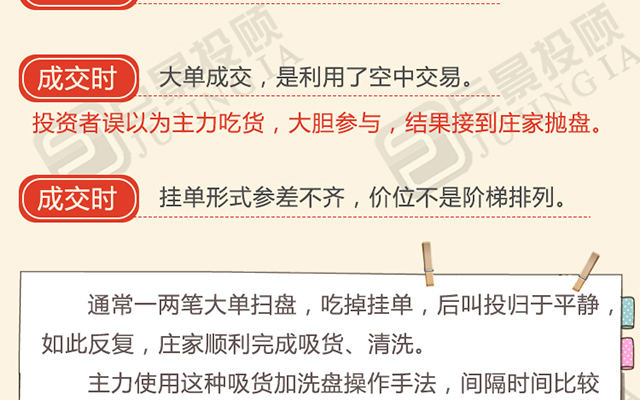 成交时 大单成交，是利用了空中交易。
投资者误以为主力吃货，大胆参与，结果接到庄家抛盘。
成交时 挂单形式参差不齐，价位不是阶梯排列。
通常一两笔大单扫盘，吃掉挂单，后叫投归于平静，
如此反复，庄家顺利完成吸货、清洗。
主力使用这种吸货加洗盘操作手法，间隔时间比较